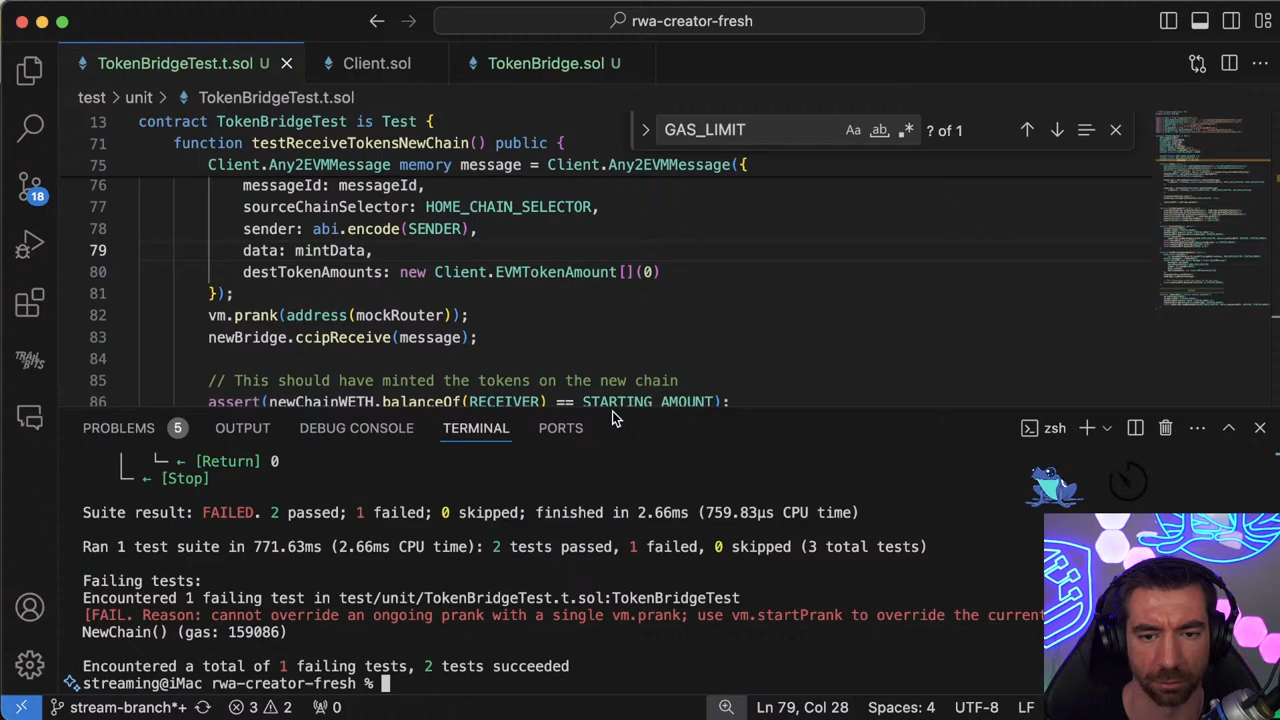 rwa-creator-fresh
TokenBridgeTest.t.sol U
Client.sol
TokenBridge.sol U
test > unit > TokenBridgeTest.t.sol
GAS_LIMIT
Aa ab .* ? of 1
13 contract TokenBridgeTest is Test {
71 function testReceiveTokensNewChain() public {
75 Client.Any2EVMMessage memory message = Client.Any2EVMMessage({
76 messageId: messageId,
77 sourceChainSelector: HOME_CHAIN_SELECTOR,
78 sender: abi.encode(SENDER),
79 data: mintData,
80 destTokenAmounts: new Client.EVMTokenAmount[](0)
81 });
82 vm.prank(address(mockRouter));
83 newBridge.ccipReceive(message);
84
85 // This should have minted the tokens on the new chain
86 assert(newChainWETH.balanceOf(RECEIVER) == STARTING_AMOUNT);
18
TRAIL OF BITS
PROBLEMS 5 OUTPUT DEBUG CONSOLE TERMINAL PORTS
zsh
└─ ← [Return] 0
└─ ← [Stop]
Suite result: FAILED. 2 passed; 1 failed; 0 skipped; finished in 2.66ms (759.83µs CPU time)
Ran 1 test suite in 771.63ms (2.66ms CPU time): 2 tests passed, 1 failed, 0 skipped (3 total tests)
Failing tests:
Encountered 1 failing test in test/unit/TokenBridgeTest.t.sol:TokenBridgeTest
[FAIL. Reason: cannot override an ongoing prank with a single vm.prank; use vm.startPrank to override the current
NewChain() (gas: 159086)
Encountered a total of 1 failing tests, 2 tests succeeded
streaming@iMac rwa-creator-fresh %
stream-branch*+ 3 2 0
Ln 79, Col 28 Spaces: 4 UTF-8 LF